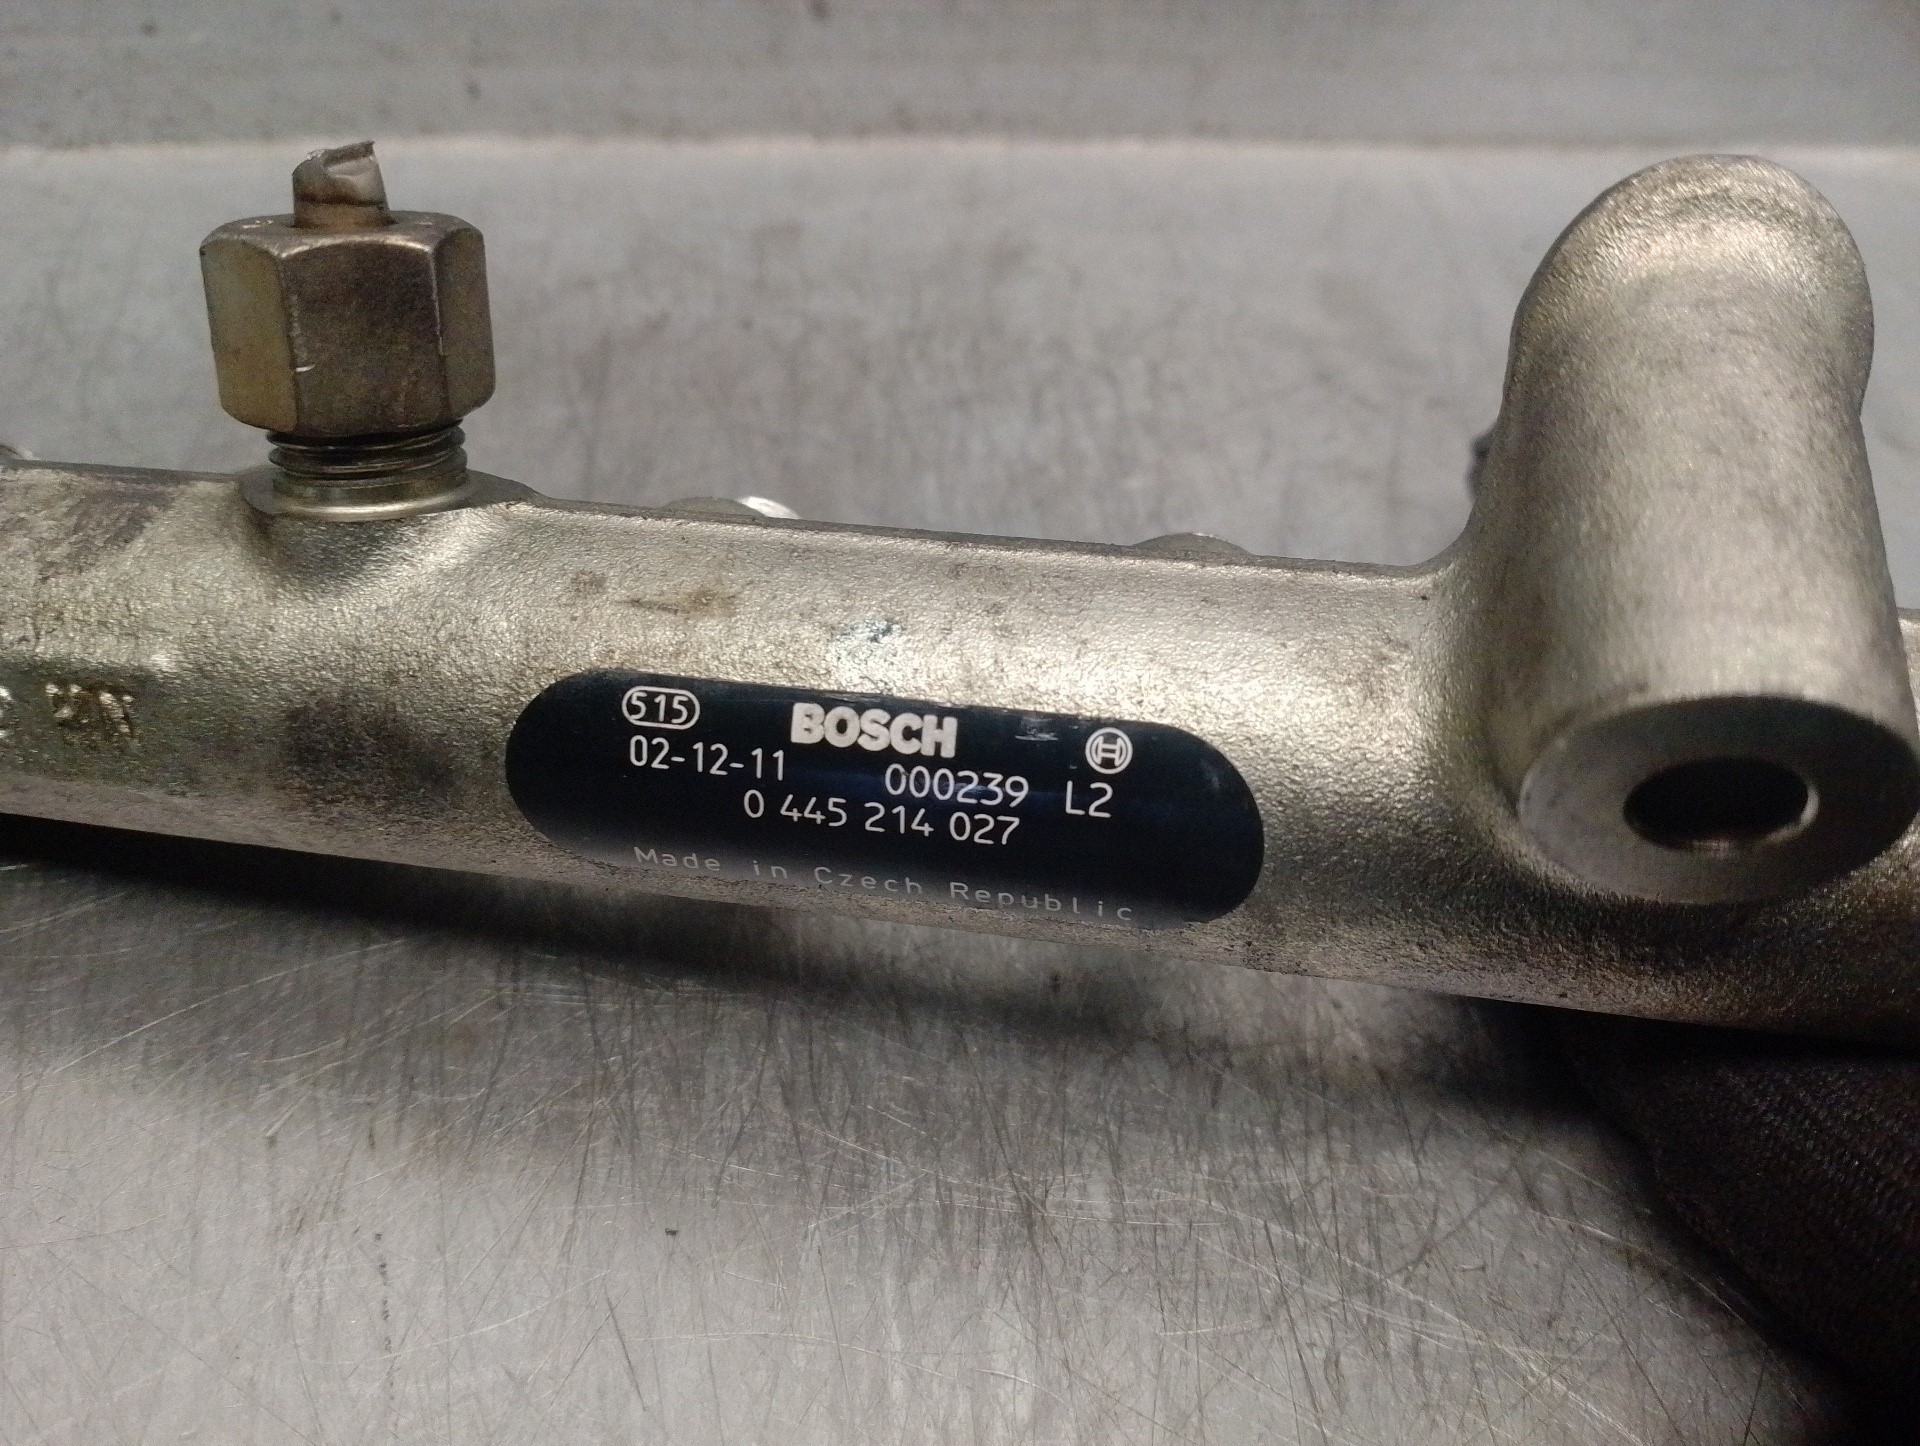 515 BOSCH
02-12-11 000239 L2
0 445 214 027
Made in Czech Republic